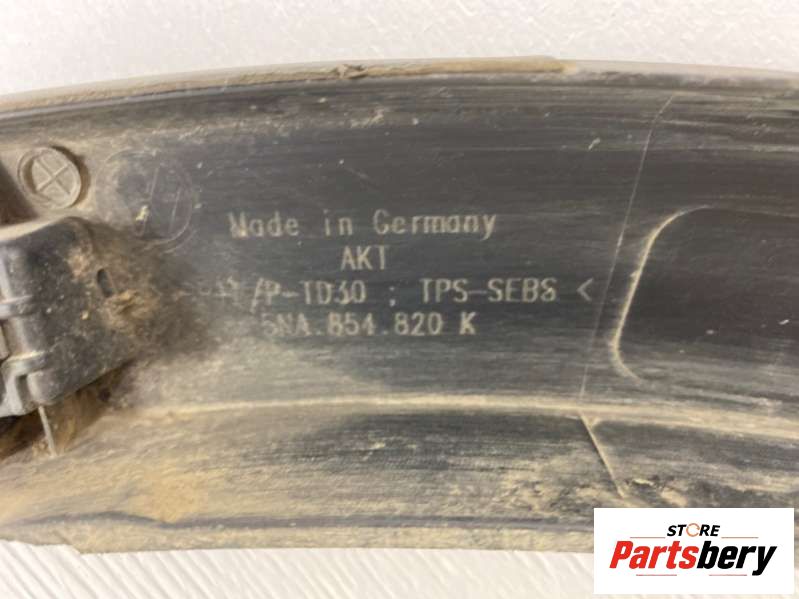 Made in Germany
AKT
/P-TD30 ; TPS-SEBS <
5NA.854.820 K
STORE
Partsbery